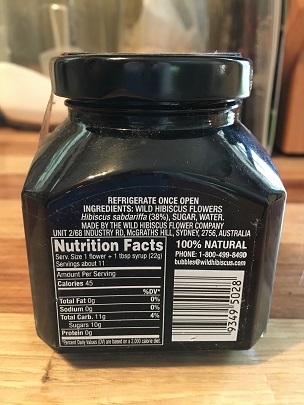 REFRIGERATE ONCE OPEN
INGREDIENTS: WILD HIBISCUS FLOWERS
Hibiscus sabdariffa (38%), SUGAR, WATER.
MADE BY THE WILD HIBISCUS FLOWER COMPANY
UNIT 2/68 INDUSTRY RD, McGRATHS HILL, SYDNEY, 2756, AUSTRALIA
Nutrition Facts
Serv. Size 1 flower + 1 tbsp syrup (22g)
Servings about 11
Amount Per Serving
Calories 45
%DV*
Total Fat 0g 0%
Sodium 0g 0%
Total Carb. 11g 4%
Sugars 10g
Protein 0g
*Percent Daily Values (DV) are based on a 2,000 calorie diet.
100% NATURAL
PHONE: 1-800-499-8490
bubbles@wildhibiscus.com
9349 5028